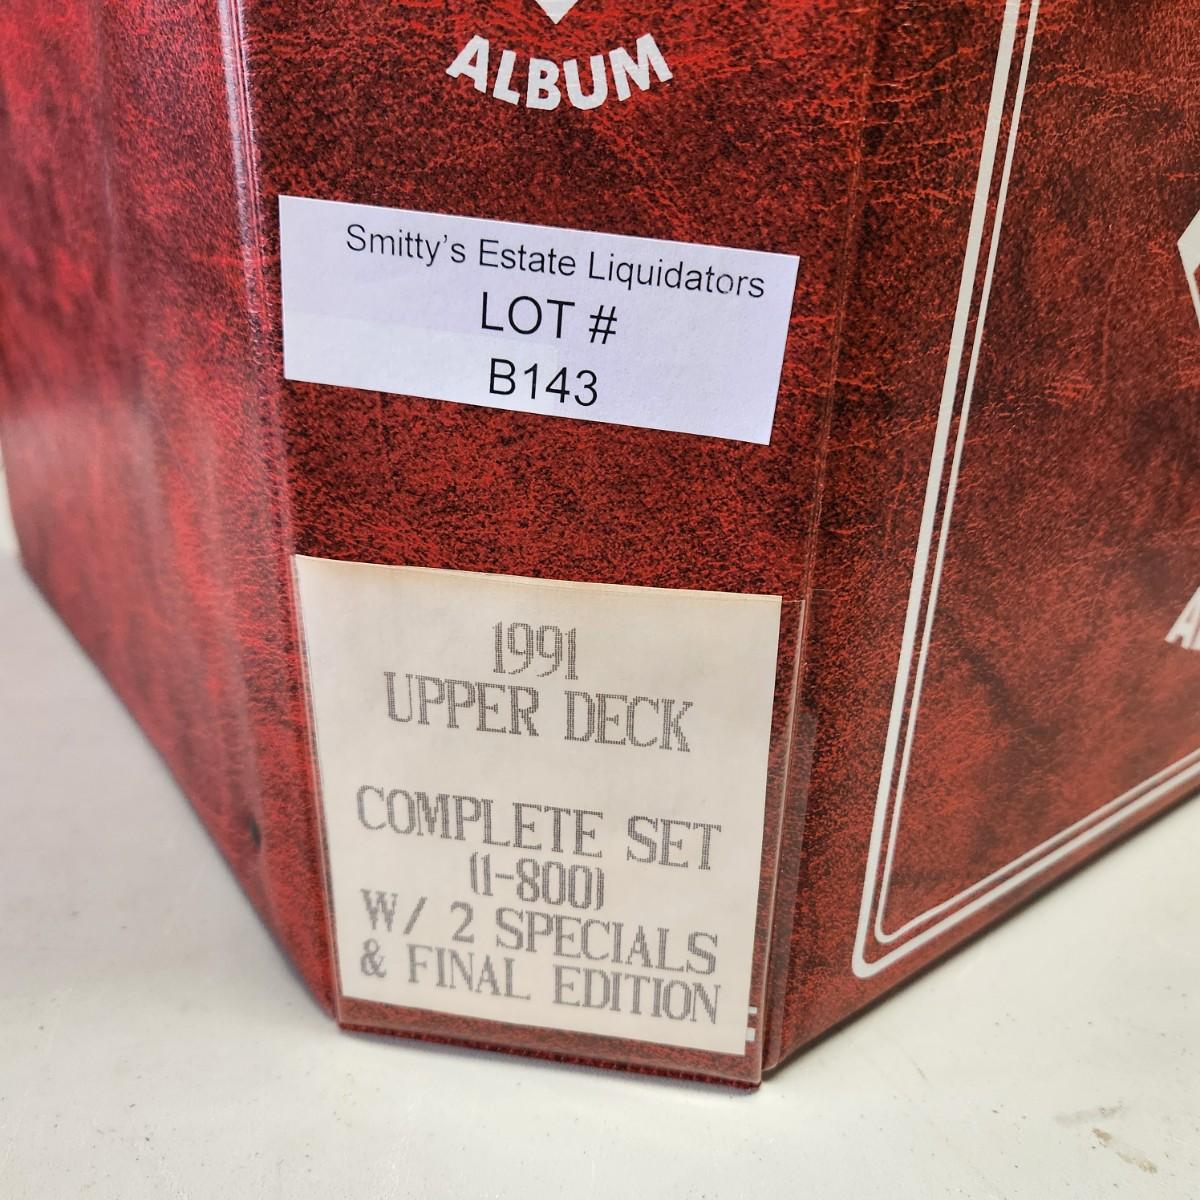 ALBUM
Smitty's Estate Liquidators
LOT #
B143
1991
UPPER DECK
COMPLETE SET
(1-800)
W/ 2 SPECIALS
& FINAL EDITION